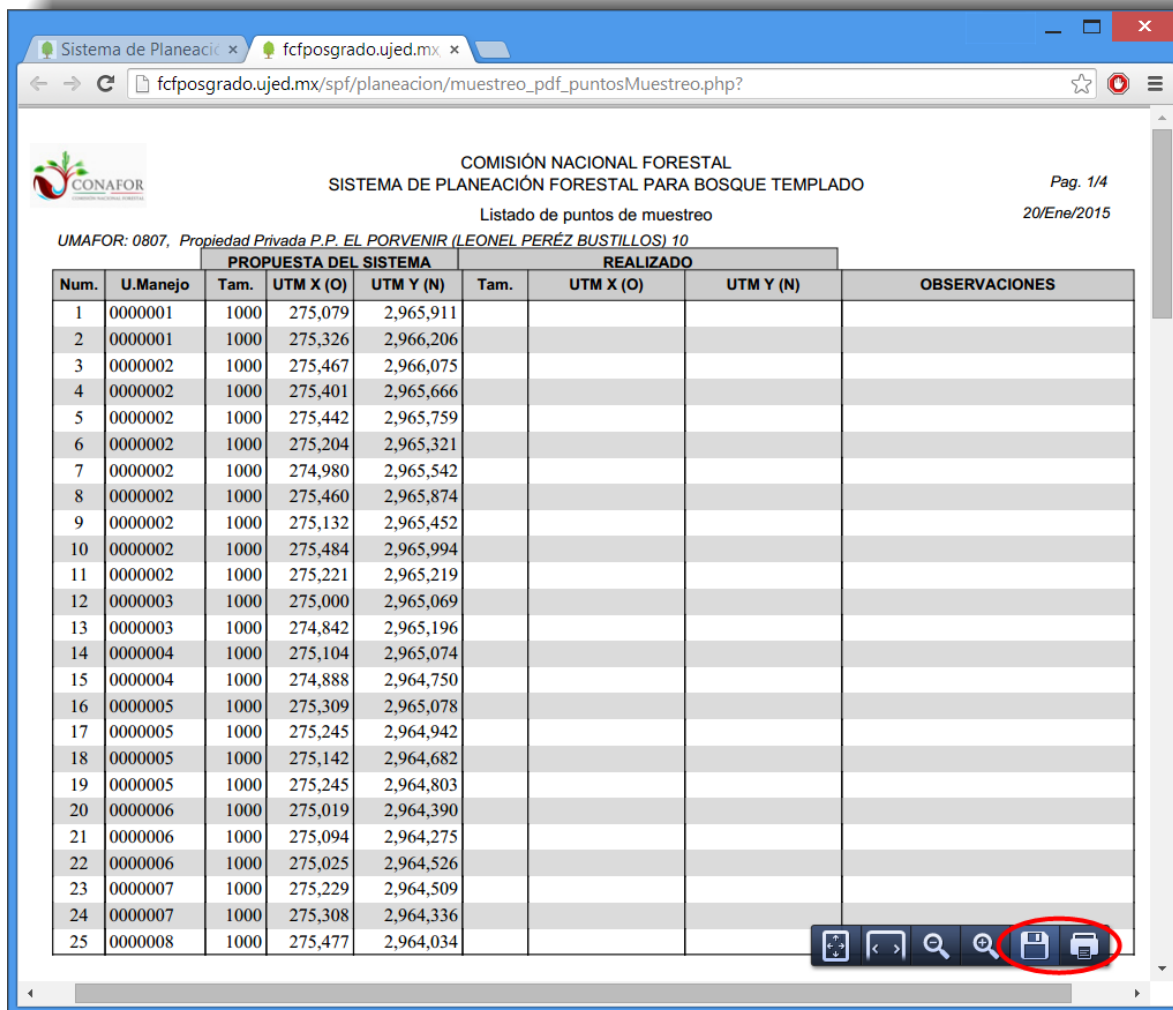 Sistema de Planeació
fcfposgrado.ujed.mx
fcfposgrado.ujed.mx/spf/planeacion/muestreo_pdf_puntosMuestreo.php?
CONAFOR
COMISIÓN NACIONAL FORESTAL
COMISIÓN NACIONAL FORESTAL
SISTEMA DE PLANEACIÓN FORESTAL PARA BOSQUE TEMPLADO
Pag. 1/4
Listado de puntos de muestreo
20/Ene/2015
UMAFOR: 0807, Propiedad Privada P.P. EL PORVENIR (LEONEL PERÉZ BUSTILLOS) 10
PROPUESTA DEL SISTEMA REALIZADO
Num. U.Manejo Tam. UTM X (O) UTM Y (N) Tam. UTM X (O) UTM Y (N) OBSERVACIONES
1 0000001 1000 275,079 2,965,911
2 0000001 1000 275,326 2,966,206
3 0000002 1000 275,467 2,966,075
4 0000002 1000 275,401 2,965,666
5 0000002 1000 275,442 2,965,759
6 0000002 1000 275,204 2,965,321
7 0000002 1000 274,980 2,965,542
8 0000002 1000 275,460 2,965,874
9 0000002 1000 275,132 2,965,452
10 0000002 1000 275,484 2,965,994
11 0000002 1000 275,221 2,965,219
12 0000003 1000 275,000 2,965,069
13 0000003 1000 274,842 2,965,196
14 0000004 1000 275,104 2,965,074
15 0000004 1000 274,888 2,964,750
16 0000005 1000 275,309 2,965,078
17 0000005 1000 275,245 2,964,942
18 0000005 1000 275,142 2,964,682
19 0000005 1000 275,245 2,964,803
20 0000006 1000 275,019 2,964,390
21 0000006 1000 275,094 2,964,275
22 0000006 1000 275,025 2,964,526
23 0000007 1000 275,229 2,964,509
24 0000007 1000 275,308 2,964,336
25 0000008 1000 275,477 2,964,034